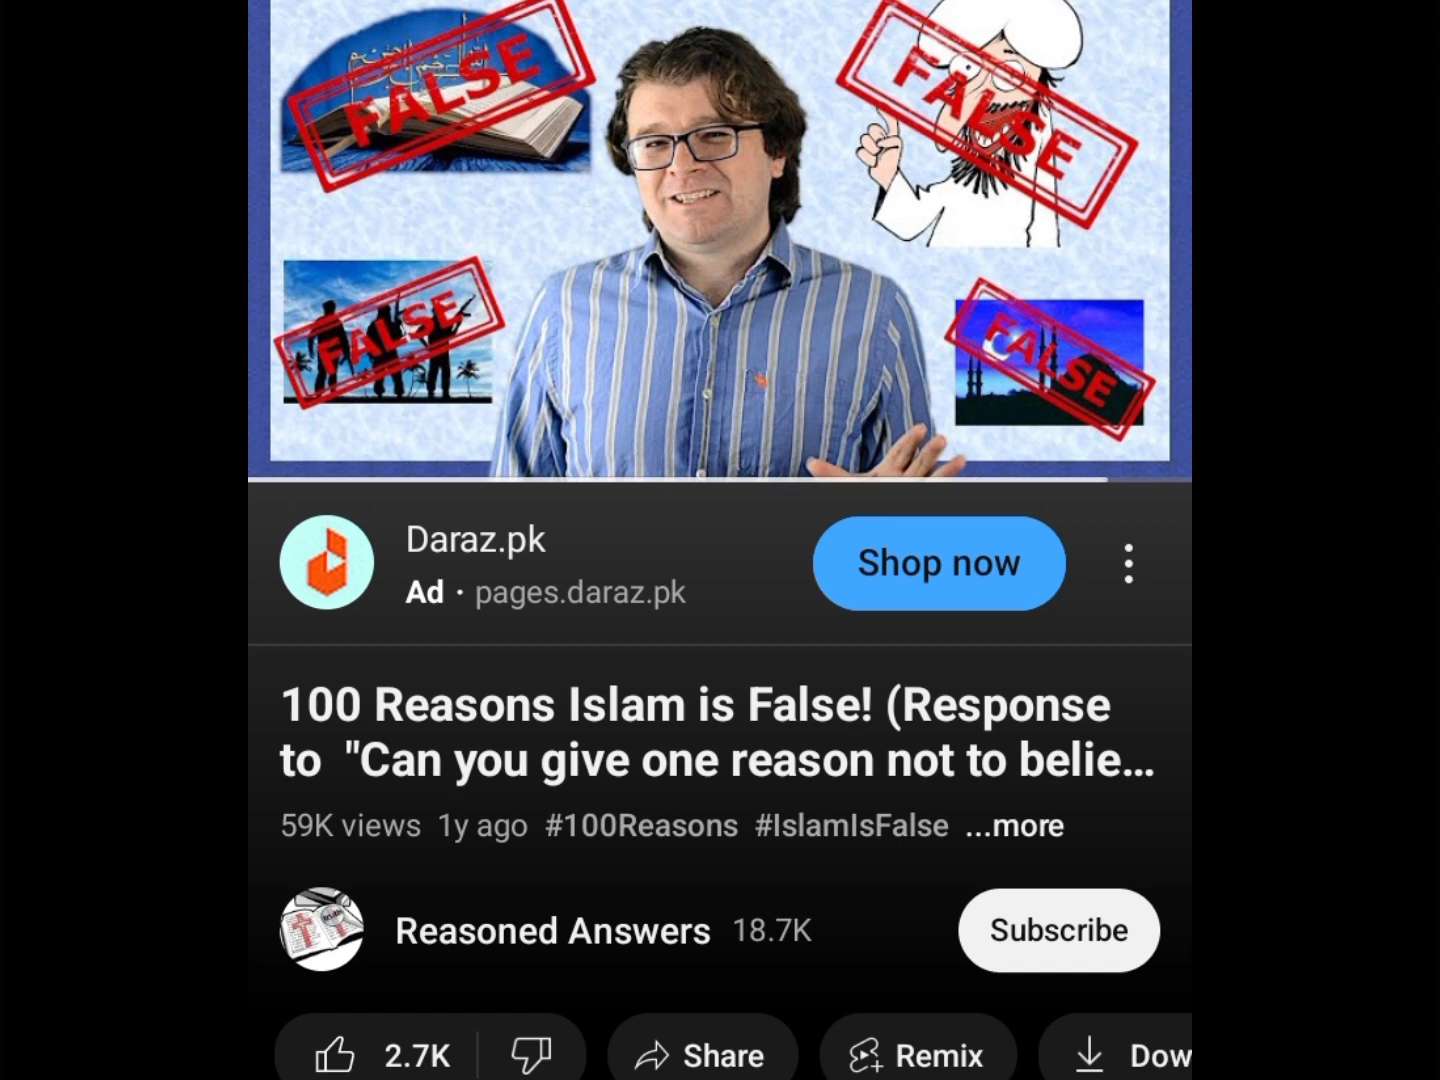 FALSE
FALSE
FALSE
FALSE
Daraz.pk
Shop now
Ad · pages.daraz.pk
100 Reasons Islam is False! (Response
to "Can you give one reason not to belie...
59K views 1y ago #100Reasons #IslamIsFalse ...more
Reasoned Answers 18.7K
Subscribe
2.7K
Share
Remix
Dow